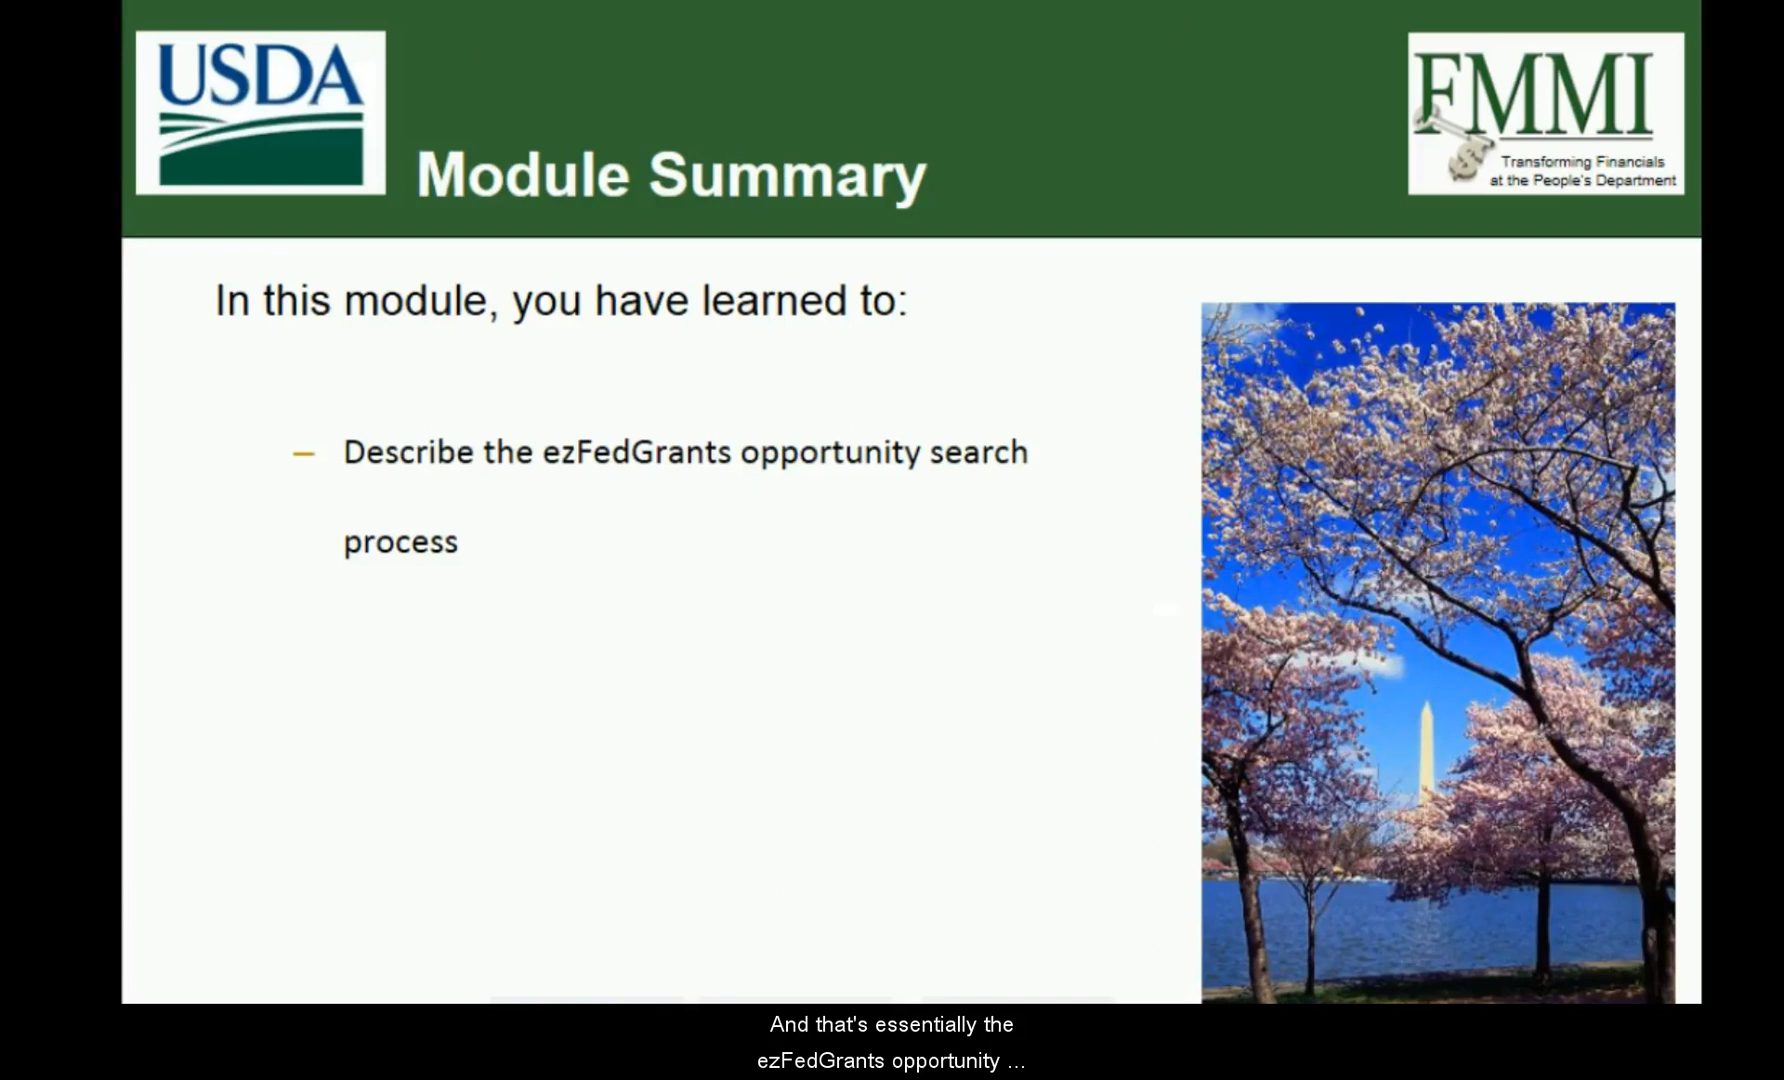 USDA
FMMI
Transforming Financials
at the People's Department
Module Summary
In this module, you have learned to:
– Describe the ezFedGrants opportunity search
process
And that's essentially the
ezFedGrants opportunity ...